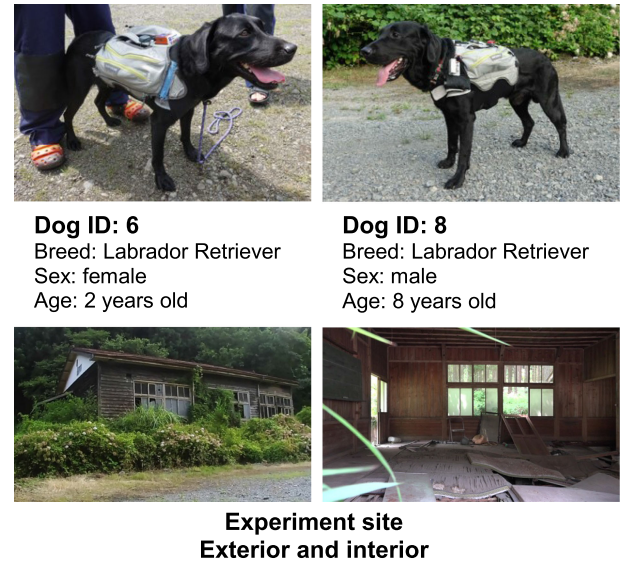 Dog ID: 6
Breed: Labrador Retriever
Sex: female
Age: 2 years old
Dog ID: 8
Breed: Labrador Retriever
Sex: male
Age: 8 years old
Experiment site
Exterior and interior